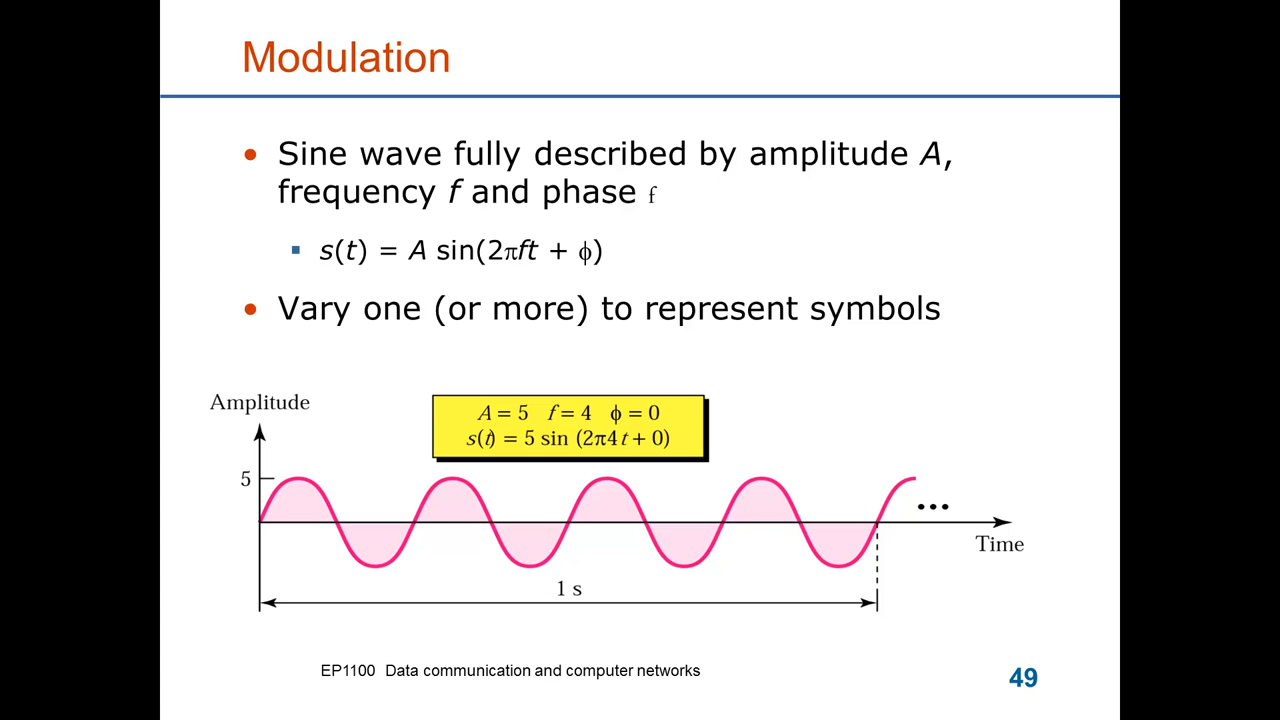 Modulation
• Sine wave fully described by amplitude A,
frequency f and phase f
▪ s(t) = A sin(2πft + ϕ)
• Vary one (or more) to represent symbols
Amplitude
A = 5 f = 4 ϕ = 0
s(t) = 5 sin (2π4t + 0)
5
•••
Time
1 s
EP1100 Data communication and computer networks
49